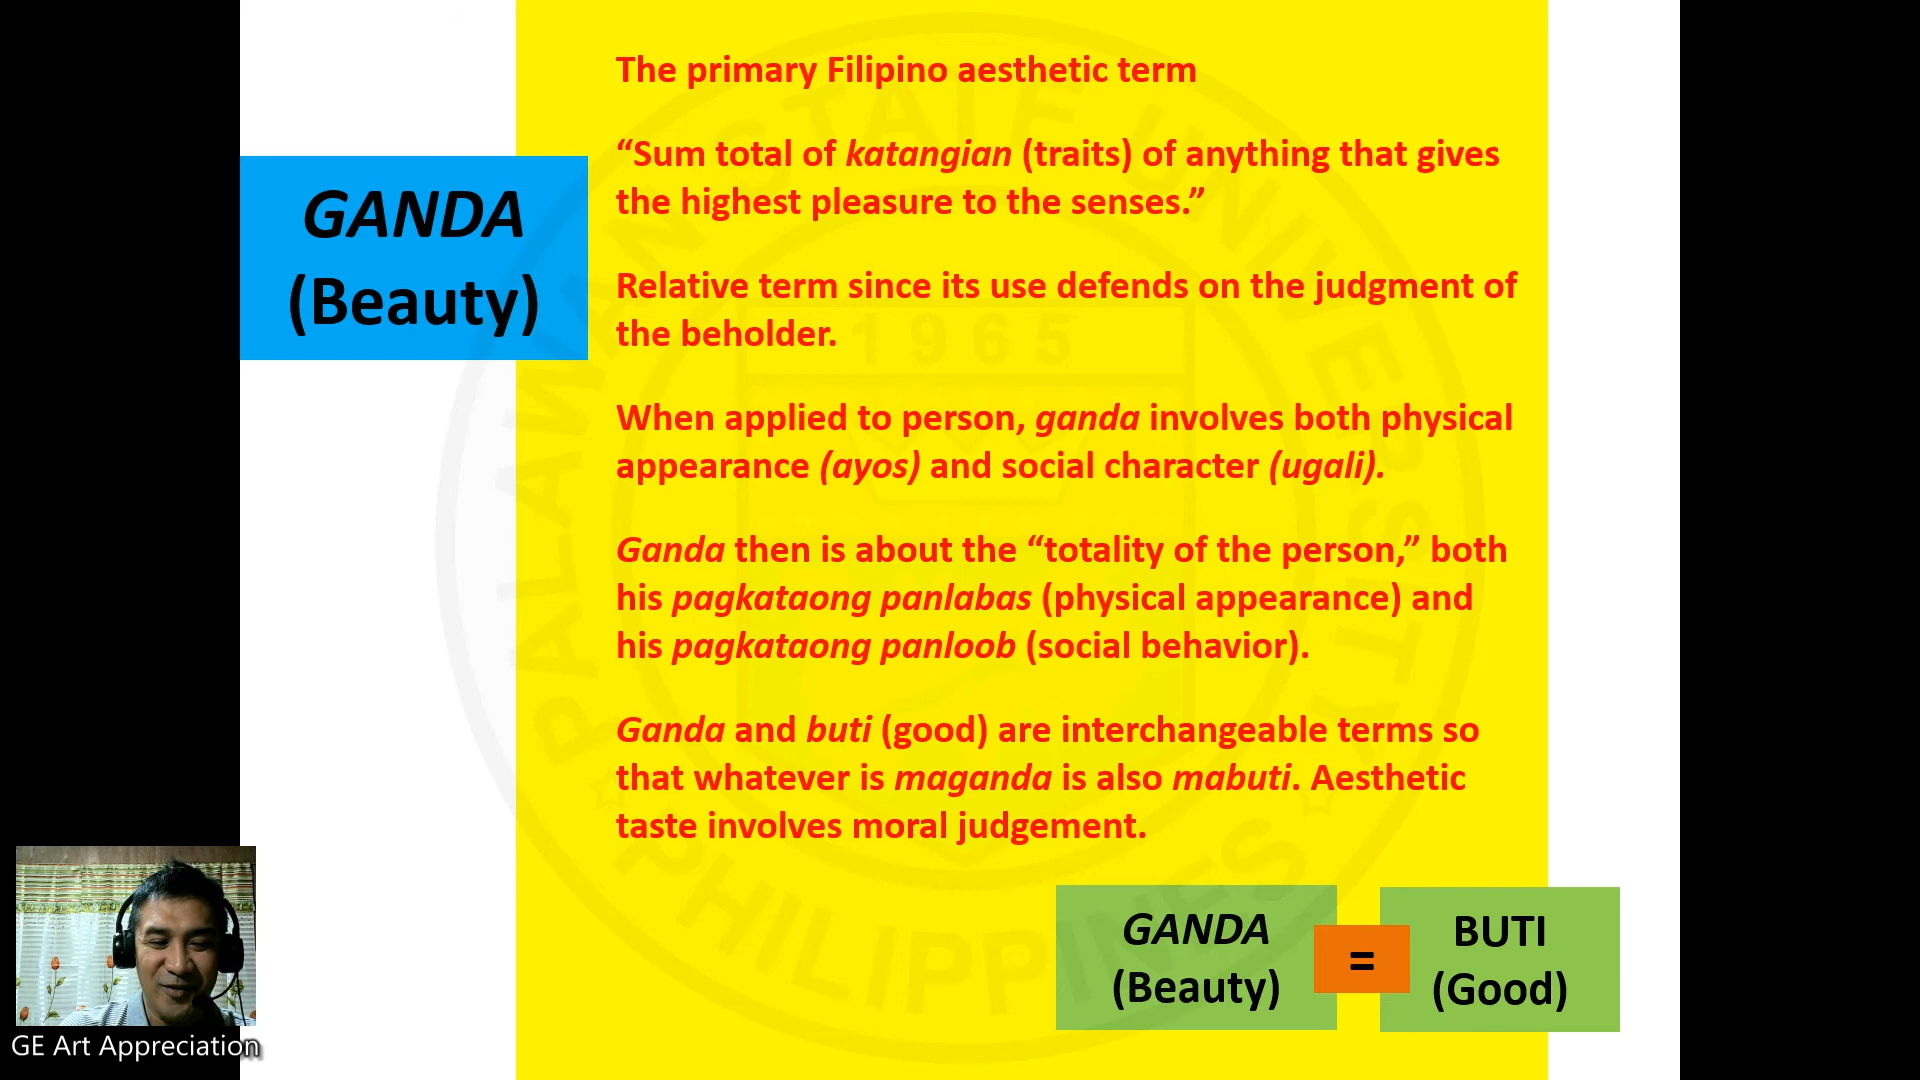 The primary Filipino aesthetic term
“Sum total of katangian (traits) of anything that gives
the highest pleasure to the senses.”
GANDA
(Beauty)
Relative term since its use defends on the judgment of
the beholder.
When applied to person, ganda involves both physical
appearance (ayos) and social character (ugali).
Ganda then is about the “totality of the person,” both
his pagkataong panlabas (physical appearance) and
his pagkataong panloob (social behavior).
Ganda and buti (good) are interchangeable terms so
that whatever is maganda is also mabuti. Aesthetic
taste involves moral judgement.
GANDA
(Beauty)
=
BUTI
(Good)
GE Art Appreciation
PALAWAN STATE UNIVERSITY
PHILIPPINES
1965